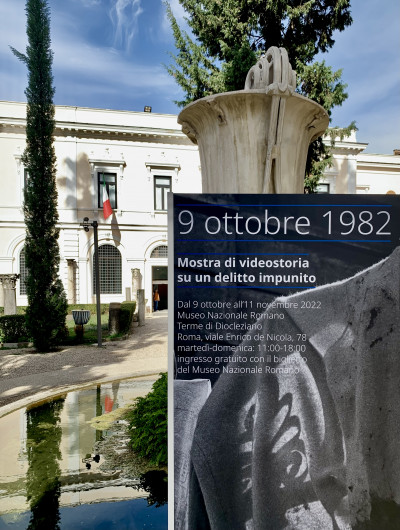 9 ottobre 1982
Mostra di videostoria
su un delitto impunito
Dal 9 ottobre all'11 novembre 2022
Museo Nazionale Romano
Terme di Diocleziano
Roma, viale Enrico de Nicola, 78
martedì-domenica: 11:00-18:00
ingresso gratuito con il biglietto
del Museo Nazionale Romano